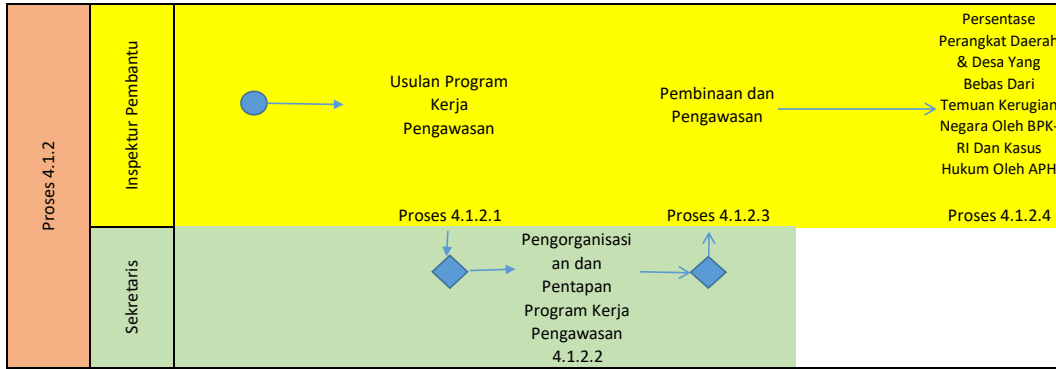 Proses 4.1.2
Inspektur Pembantu
Usulan Program
Kerja
Pengawasan
Proses 4.1.2.1
Pembinaan dan
Pengawasan
Proses 4.1.2.3
Persentase
Perangkat Daerah
& Desa Yang
Bebas Dari
Temuan Kerugian
Negara Oleh BPK-
RI Dan Kasus
Hukum Oleh APH
Proses 4.1.2.4
Sekretaris
Pengorganisasi
an dan
Pentapan
Program Kerja
Pengawasan
4.1.2.2